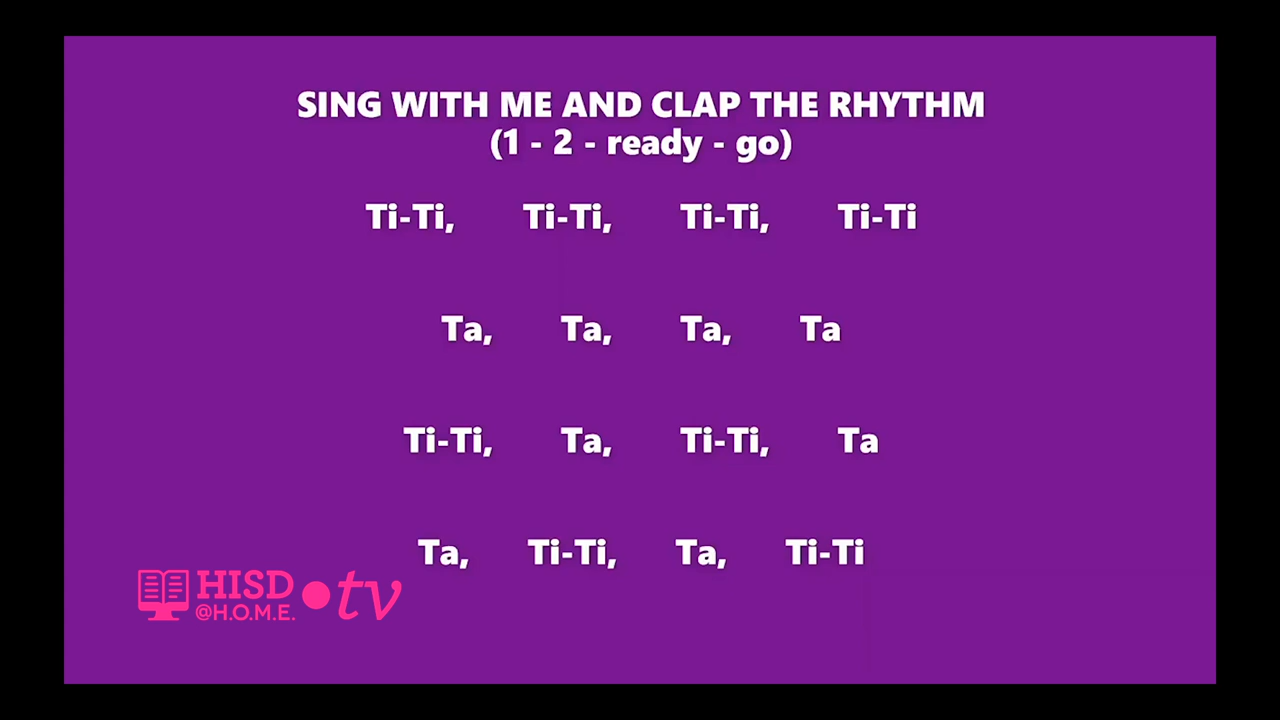 SING WITH ME AND CLAP THE RHYTHM
(1 - 2 - ready - go)
Ti-Ti, Ti-Ti, Ti-Ti, Ti-Ti
Ta, Ta, Ta, Ta
Ti-Ti, Ta, Ti-Ti, Ta
Ta, Ti-Ti, Ta, Ti-Ti
HISD
@H.O.M.E.
tv